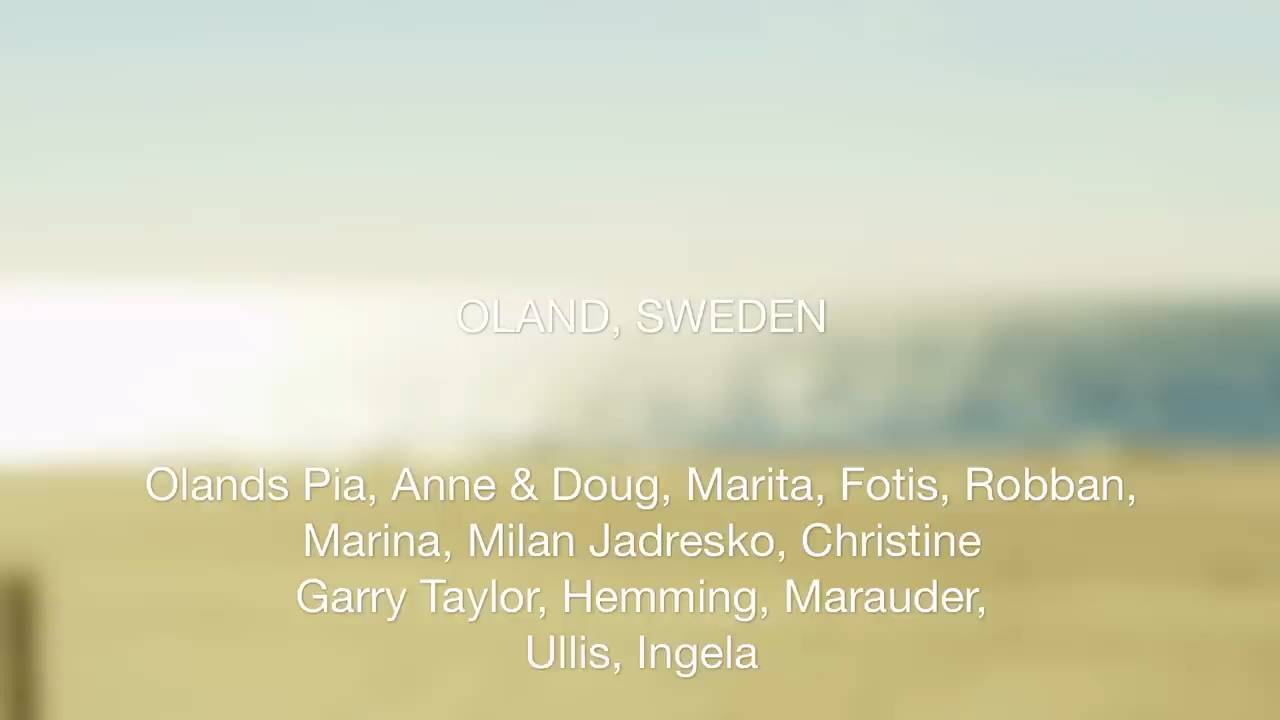 OLAND, SWEDEN
Olands Pia, Anne & Doug, Marita, Fotis, Robban,
Marina, Milan Jadresko, Christine
Garry Taylor, Hemming, Marauder,
Ullis, Ingela